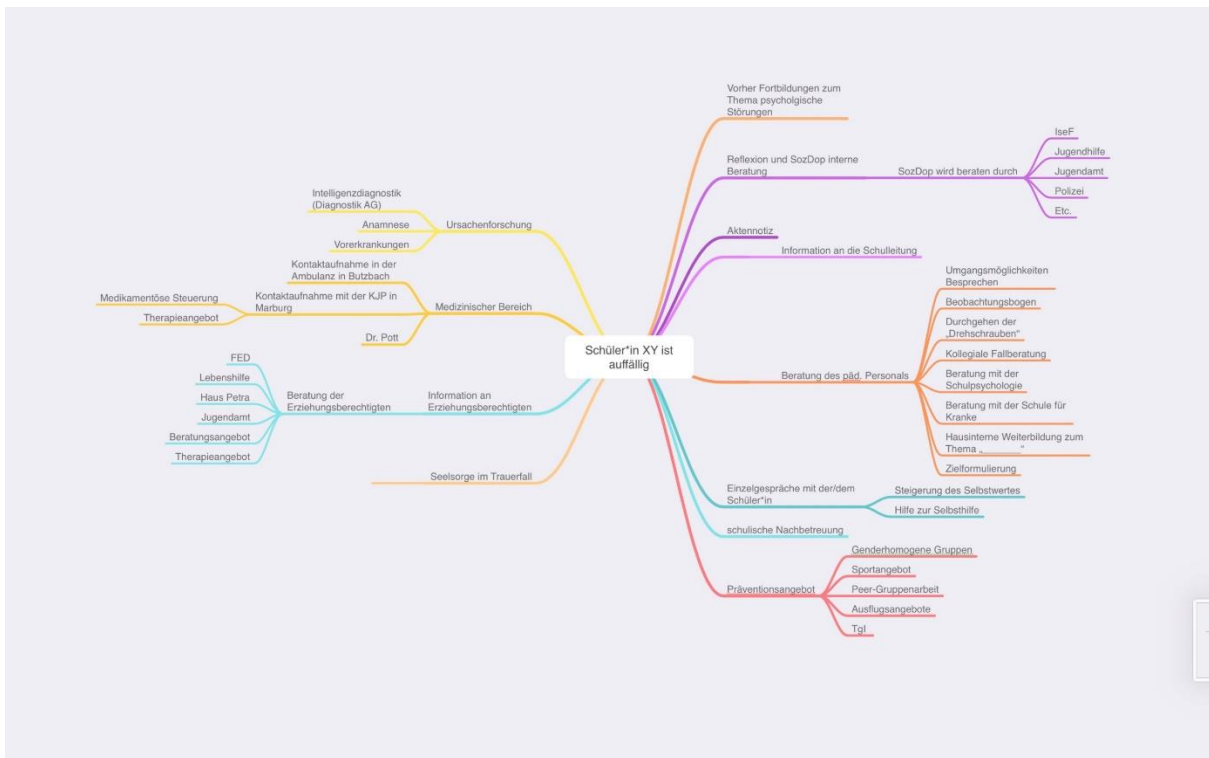 Schüler*in XY ist
auffällig
Vorher Fortbildungen zum
Thema psycholgische
Störungen
Reflexion und SozDop interne
Beratung
SozDop wird beraten durch
IseF
Jugendhilfe
Jugendamt
Polizei
Etc.
Aktennotiz
Information an die Schulleitung
Beratung des päd. Personals
Umgangsmöglichkeiten
Besprechen
Beobachtungsbogen
Durchgehen der
„Drehschrauben“
Kollegiale Fallberatung
Beratung mit der
Schulpsychologie
Beratung mit der Schule für
Kranke
Hausinterne Weiterbildung zum
Thema „_______“
Zielformulierung
Einzelgespräche mit der/dem
Schüler*in
Steigerung des Selbstwertes
Hilfe zur Selbsthilfe
schulische Nachbetreuung
Präventionsangebot
Genderhomogene Gruppen
Sportangebot
Peer-Gruppenarbeit
Ausflugsangebote
TgI
Ursachenforschung
Intelligenzdiagnostik
(Diagnostik AG)
Anamnese
Vorerkrankungen
Medizinischer Bereich
Kontaktaufnahme in der
Ambulanz in Butzbach
Kontaktaufnahme mit der KJP in
Marburg
Medikamentöse Steuerung
Therapieangebot
Dr. Pott
Information an
Erziehungsberechtigten
Beratung der
Erziehungsberechtigten
FED
Lebenshilfe
Haus Petra
Jugendamt
Beratungsangebot
Therapieangebot
Seelsorge im Trauerfall